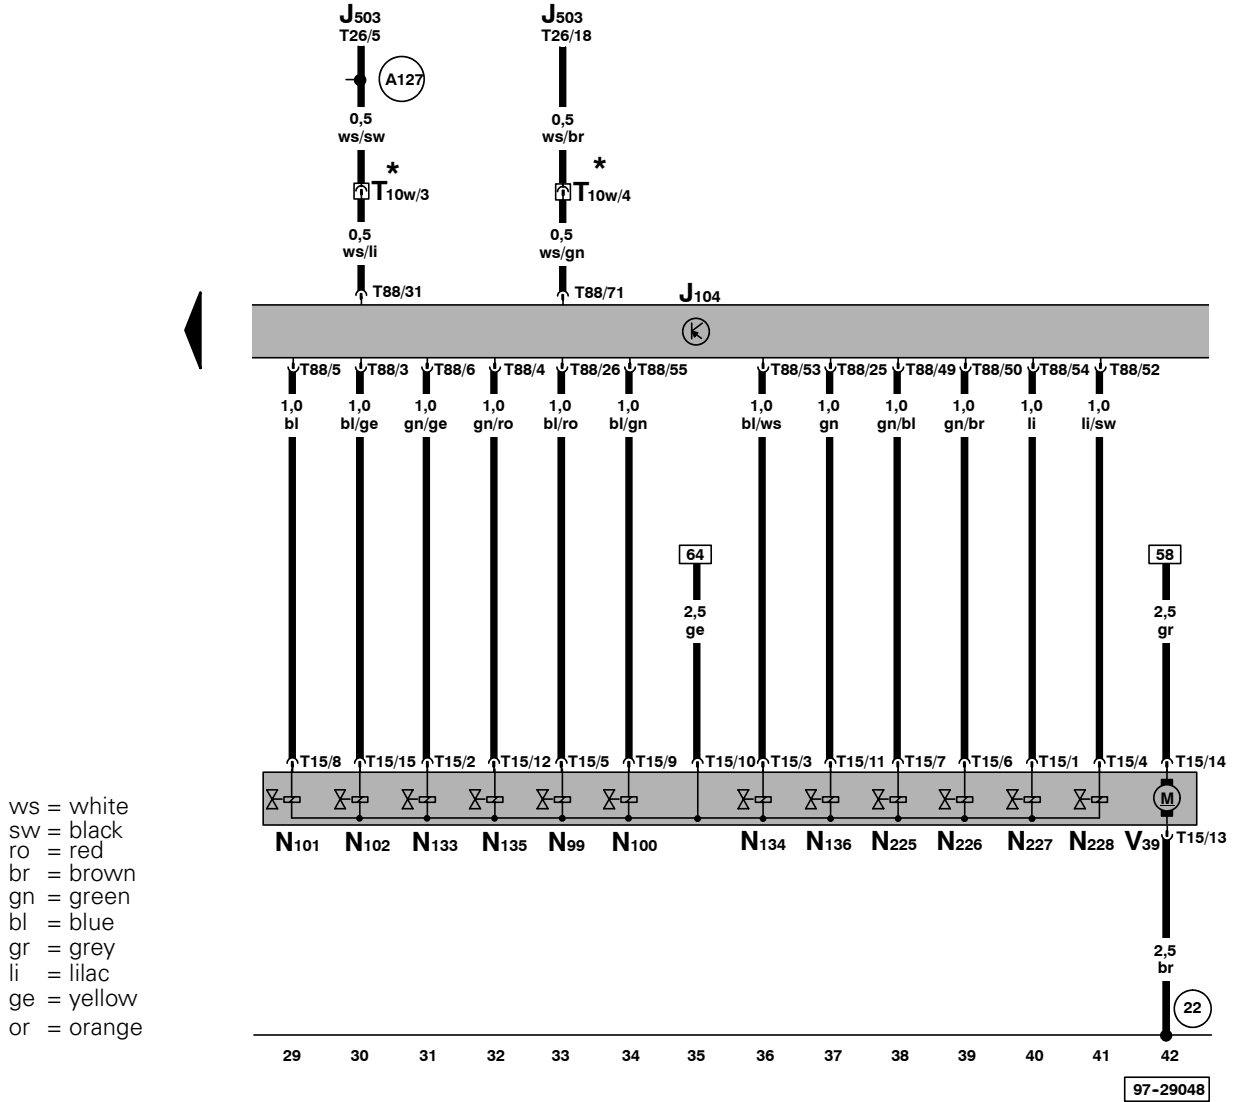 J503 J503
T26/5 T26/18
A127
0,5 0,5
ws/sw ws/br
* *
T10w/3 T10w/4
0,5 0,5
ws/li ws/gn
T88/31 T88/71
J104
T88/5 T88/3 T88/6 T88/4 T88/26 T88/55 T88/53 T88/25 T88/49 T88/50 T88/54 T88/52
1,0 1,0 1,0 1,0 1,0 1,0 1,0 1,0 1,0 1,0 1,0 1,0
bl bl/ge gn/ge gn/ro bl/ro bl/gn bl/ws gn gn/bl gn/br li li/sw
64 58
2,5 2,5
ge gr
T15/8 T15/15 T15/2 T15/12 T15/5 T15/9 T15/10 T15/3 T15/11 T15/7 T15/6 T15/1 T15/4 T15/14
M
N101 N102 N133 N135 N99 N100 N134 N136 N225 N226 N227 N228 V39 T15/13
ws = white
sw = black
ro = red
br = brown
gn = green
bl = blue
gr = grey
li = lilac
ge = yellow
or = orange
2,5
br
22
29 30 31 32 33 34 35 36 37 38 39 40 41 42
97-29048